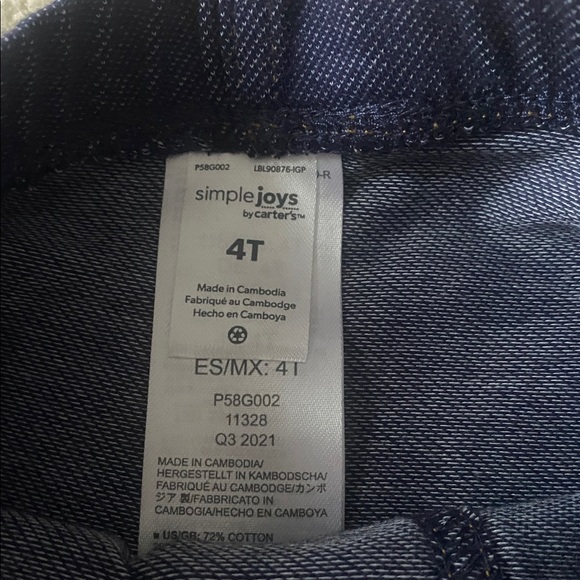 P58G002 LBL90876-IGP
-R
simple joys
by carter's™
4T
Made in Cambodia
Fabriqué au Cambodge
Hecho en Camboya
ES/MX: 4T
P58G002
11328
Q3 2021
MADE IN CAMBODIA/
HERGESTELLT IN KAMBODSCHA/
FABRIQUÉ AU CAMBODGE/カンボ
ジア 製/FABBRICATO IN
CAMBOGIA/HECHO EN CAMBOYA
US/GB: 72% COTTON